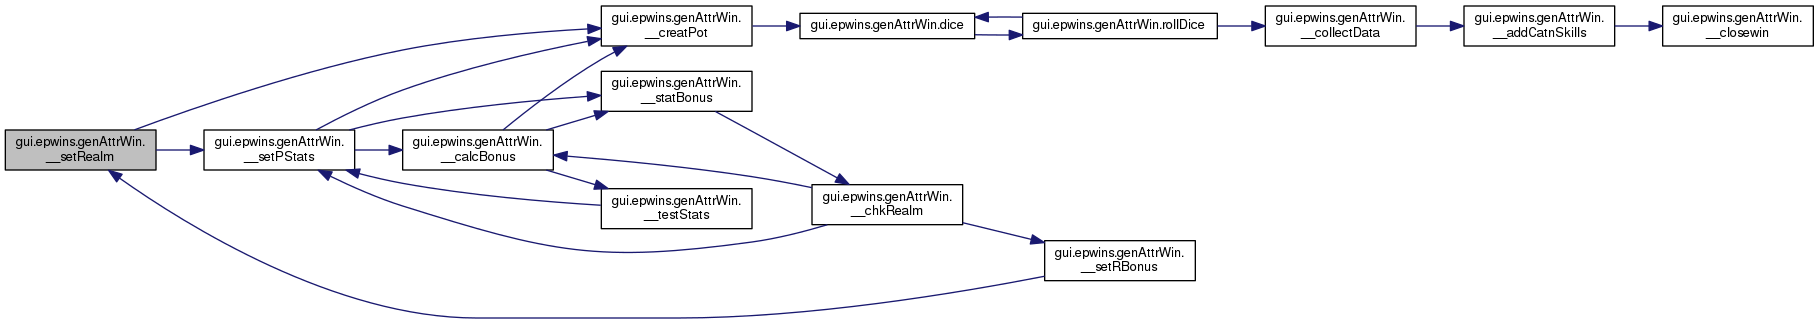 gui.epwins.genAttrWin.
__setRealm
gui.epwins.genAttrWin.
__setPStats
gui.epwins.genAttrWin.
__calcBonus
gui.epwins.genAttrWin.
__creatPot
gui.epwins.genAttrWin.
__statBonus
gui.epwins.genAttrWin.
__testStats
gui.epwins.genAttrWin.dice
gui.epwins.genAttrWin.
__chkRealm
gui.epwins.genAttrWin.rollDice
gui.epwins.genAttrWin.
__setRBonus
gui.epwins.genAttrWin.
__collectData
gui.epwins.genAttrWin.
__addCatnSkills
gui.epwins.genAttrWin.
__closewin